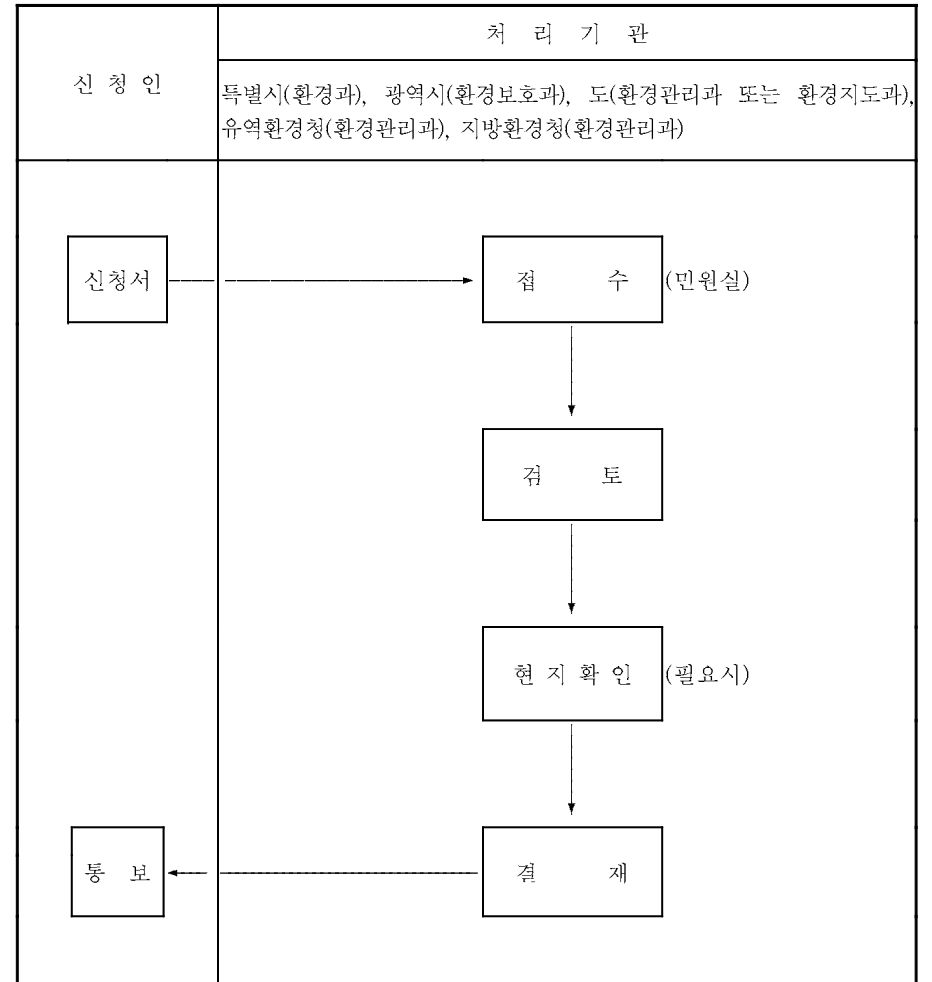 신 청 인
처 리 기 관
특별시(환경과), 광역시(환경보호과), 도(환경관리과 또는 환경지도과),
유역환경청(환경관리과), 지방환경청(환경관리과)
신청서
접 수 (민원실)
검 토
현 지 확 인 (필요시)
통 보
결 재